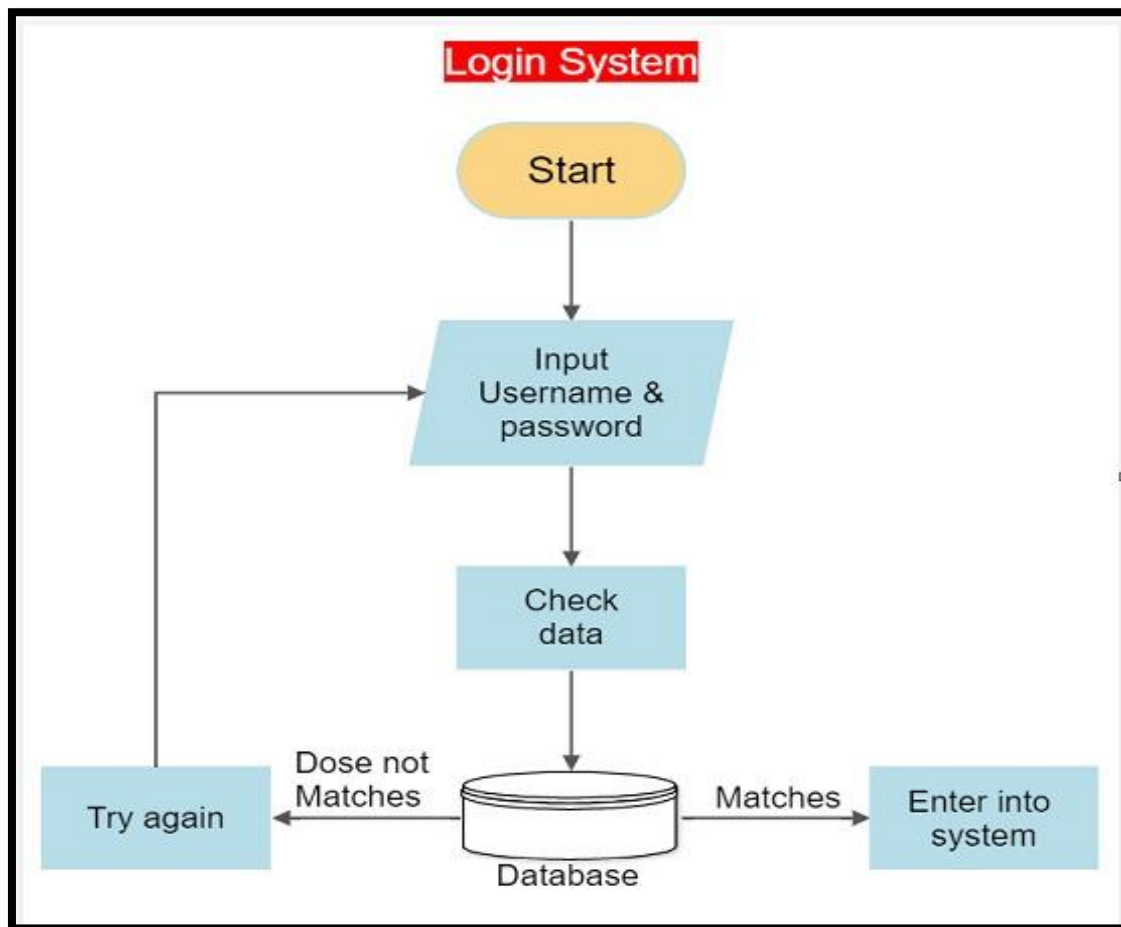 Login System
Start
Input
Username &
password
Check
data
Dose not
Matches
Matches
Try again
Enter into
system
Database